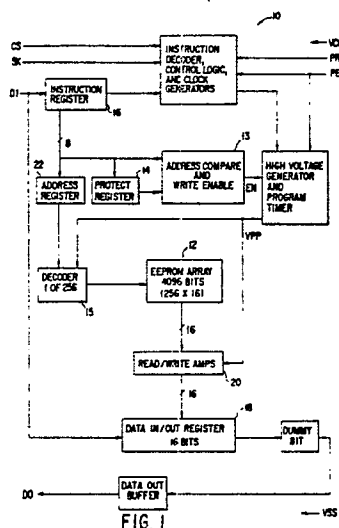 10
CS
SK
DI
INSTRUCTION
DECODER,
CONTROL LOGIC,
AND CLOCK
GENERATORS
VC
PR
PE
INSTRUCTION
REGISTER
16
8
22
ADDRESS
REGISTER
PROTECT
REGISTER
14
13
ADDRESS COMPARE
AND
WRITE ENABLE
EN
HIGH VOLTAGE
GENERATOR
AND
PROGRAM
TIMER
VPP
DECODER
1 OF 256
15
12
EEPROM ARRAY
4096 BITS
(256 X 16)
16
READ/WRITE AMPS
20
16
18
DATA IN/OUT REGISTER
16 BITS
DUMMY
BIT
DO
DATA OUT
BUFFER
VSS
FIG 1